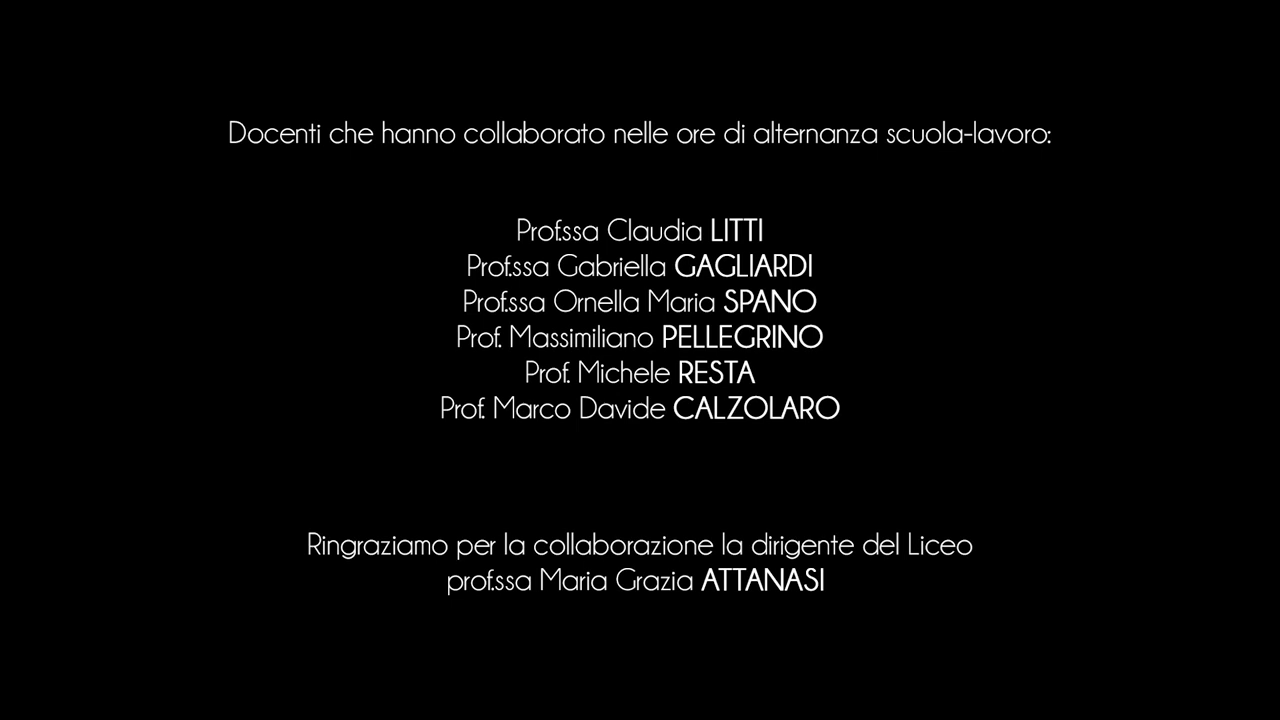 Docenti che hanno collaborato nelle ore di alternanza scuola-lavoro:
Prof.ssa Claudia LITTI
Prof.ssa Gabriella GAGLIARDI
Prof.ssa Ornella Maria SPANO
Prof. Massimiliano PELLEGRINO
Prof. Michele RESTA
Prof. Marco Davide CALZOLARO
Ringraziamo per la collaborazione la dirigente del Liceo
prof.ssa Maria Grazia ATTANASI